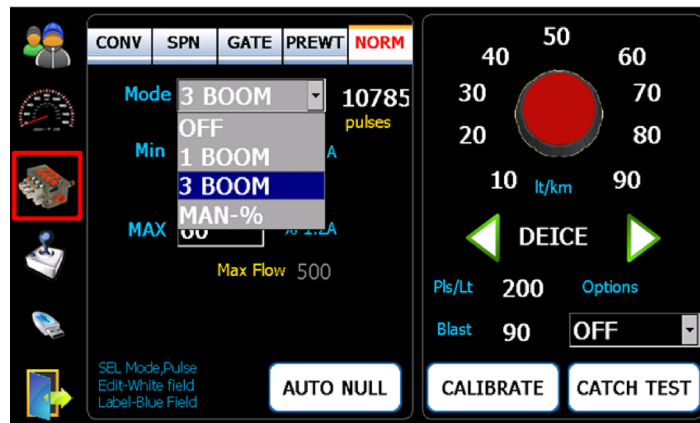 CONV SPN GATE PREWT NORM
Mode 3 BOOM 10785
pulses
OFF
Min 1 BOOM A
3 BOOM
MAN-%
MAX 60
Max Flow 500
SEL Mode,Pulse
Edit-White field
Label-Blue Field
AUTO NULL
50
40 60
30 70
20 80
10 lt/km 90
DEICE
Pls/Lt 200 Options
Blast 90 OFF
CALIBRATE CATCH TEST